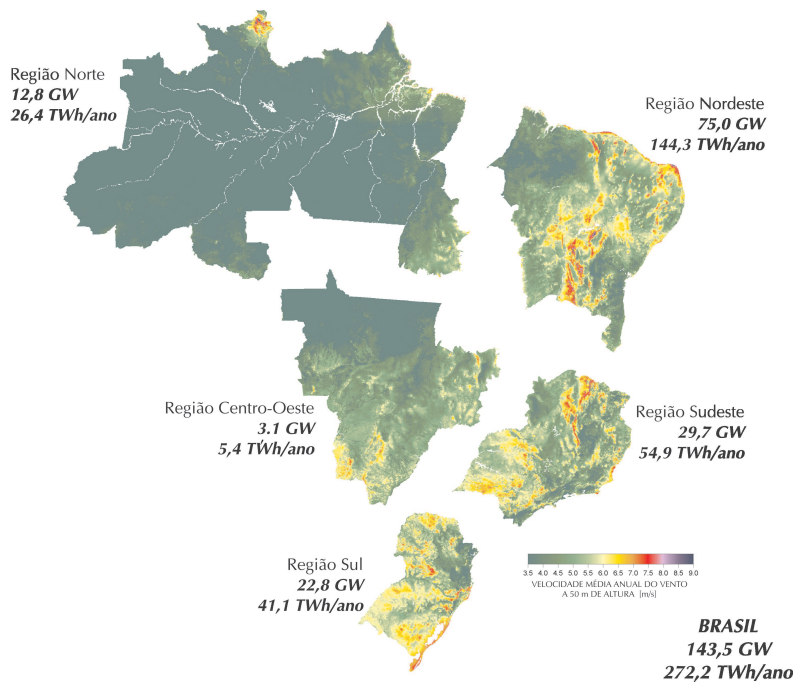 Região Norte
12,8 GW
26,4 TWh/ano
Região Nordeste
75,0 GW
144,3 TWh/ano
Região Centro-Oeste
3.1 GW
5,4 TWh/ano
Região Sudeste
29,7 GW
54,9 TWh/ano
Região Sul
22,8 GW
41,1 TWh/ano
3.5 4.0 4.5 5.0 5.5 6.0 6.5 7.0 7.5 8.0 8.5 9.0
VELOCIDADE MÉDIA ANUAL DO VENTO
A 50 m DE ALTURA [m/s]
BRASIL
143,5 GW
272,2 TWh/ano